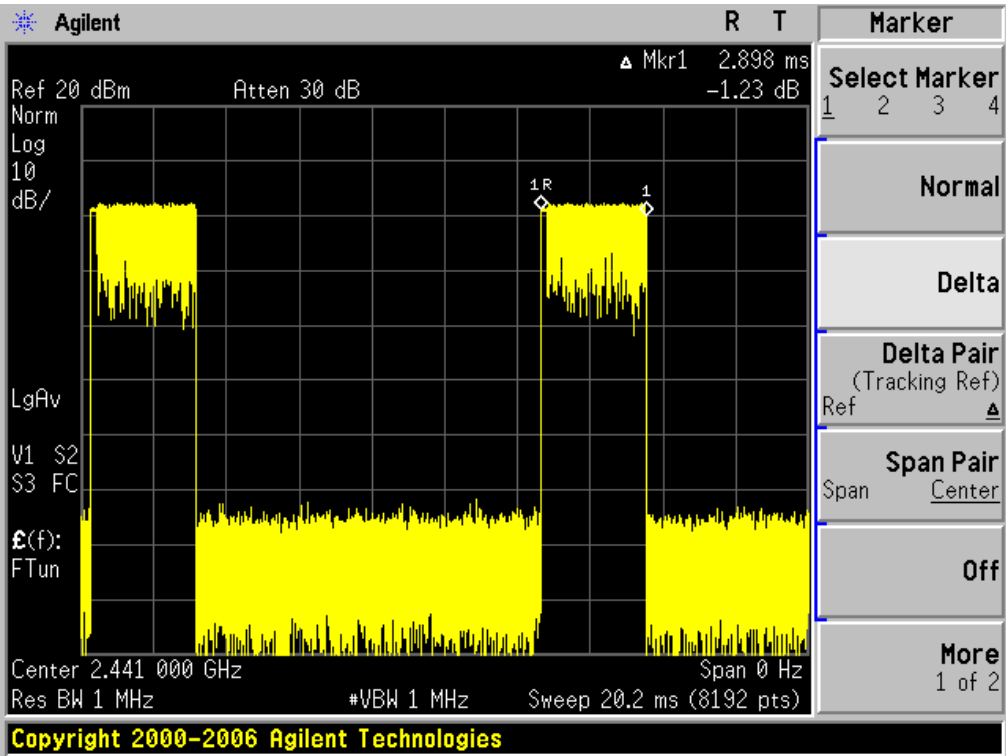 Agilent R T
Marker
Δ Mkr1 2.898 ms
Ref 20 dBm Atten 30 dB -1.23 dB
Norm
Log
10
dB/
1R
1
LgAv
V1 S2
S3 FC
£(f):
FTun
Center 2.441 000 GHz Span 0 Hz
Res BW 1 MHz #VBW 1 MHz Sweep 20.2 ms (8192 pts)
Select Marker
1 2 3 4
Normal
Delta
Delta Pair
(Tracking Ref)
Ref Δ
Span Pair
Span Center
Off
More
1 of 2
Copyright 2000-2006 Agilent Technologies